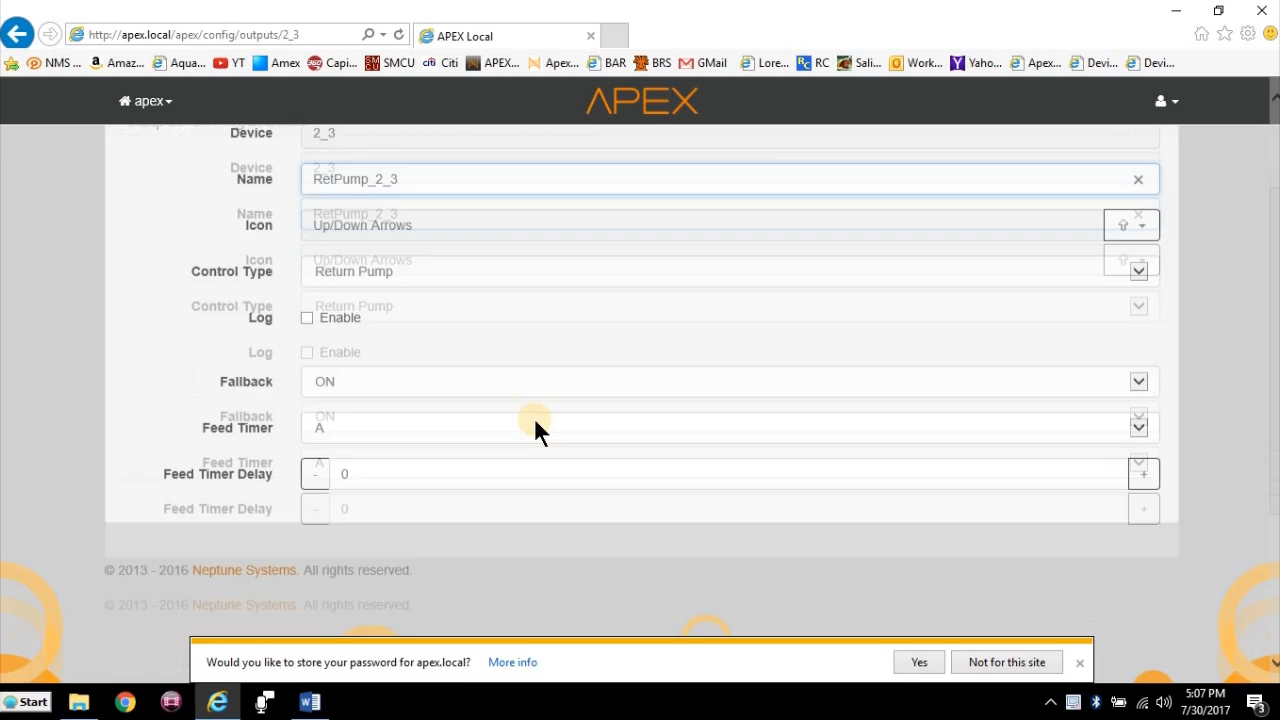 http://apex.local/apex/config/outputs/2_3
APEX Local
NMS ... Amaz... Aqua... YT Amex Capi... SMCU Citi APEX... Apex... BAR BRS GMail Lore... RC Sali... Work... Yaho... Apex... Devi... Devi...
apex
APEX
Device 2_3
Device 2_3
Name RetPump_2_3
Name RetPump_2_3
Icon Up/Down Arrows
Icon Up/Down Arrows
Control Type Return Pump
Control Type Return Pump
Log Enable
Log Enable
Fallback ON
Fallback ON
Feed Timer A
Feed Timer A
Feed Timer Delay - 0 +
Feed Timer Delay - 0 +
© 2013 - 2016 Neptune Systems. All rights reserved.
© 2013 - 2016 Neptune Systems. All rights reserved.
Would you like to store your password for apex.local? More info Yes Not for this site
Start
5:07 PM
7/30/2017
3